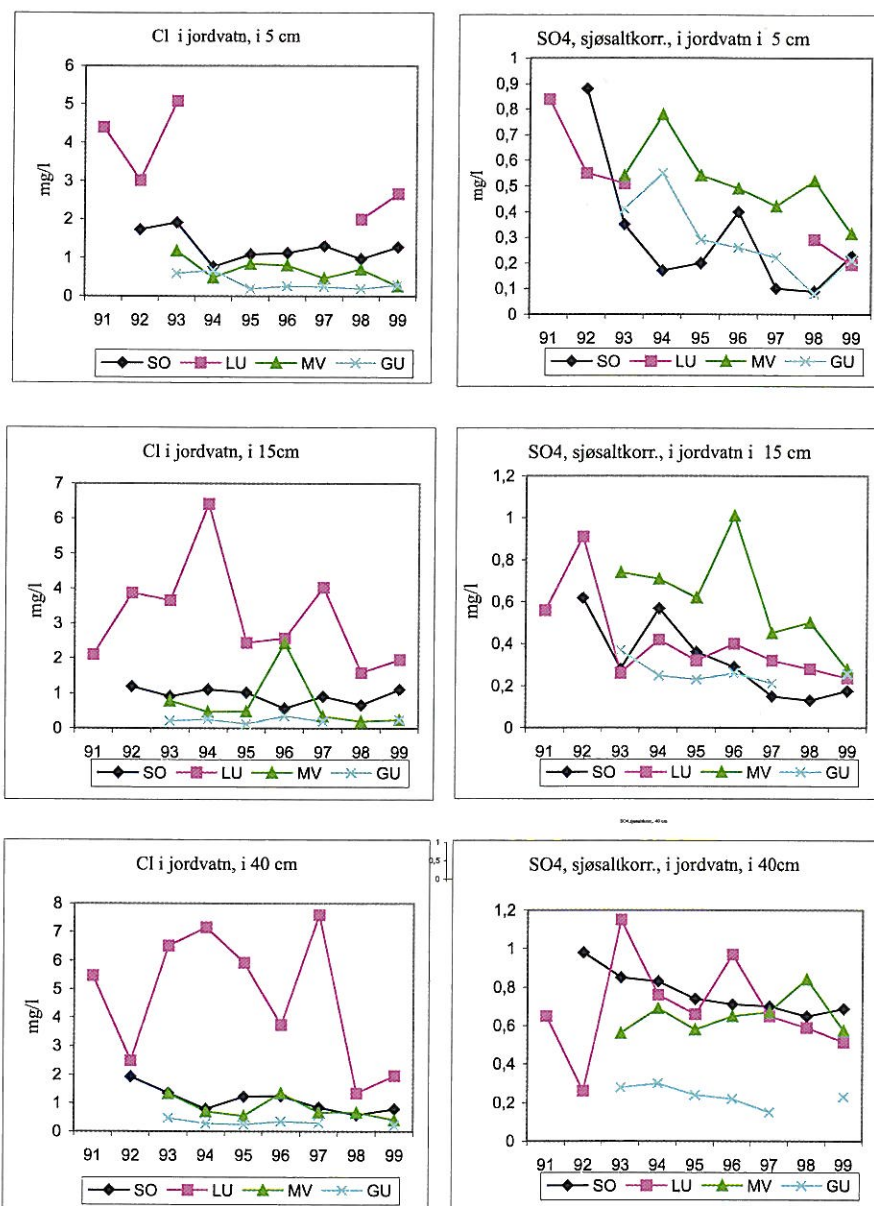 Cl i jordvatn, i 5 cm
6
5
4
3
2
1
0
mg/l
91 92 93 94 95 96 97 98 99
SO LU MV GU
SO4, sjøsaltkorr., i jordvatn i 5 cm
1
0,9
0,8
0,7
0,6
0,5
0,4
0,3
0,2
0,1
0
mg/l
91 92 93 94 95 96 97 98 99
SO LU MV GU
Cl i jordvatn, i 15cm
7
6
5
4
3
2
1
0
mg/l
91 92 93 94 95 96 97 98 99
SO LU MV GU
SO4, sjøsaltkorr., i jordvatn i 15 cm
1,2
1
0,8
0,6
0,4
0,2
0
91 92 93 94 95 96 97 98 99
SO LU MV GU
Cl i jordvatn, i 40 cm
8
7
6
5
4
3
2
1
0
mg/l
91 92 93 94 95 96 97 98 99
SO LU MV GU
1
0,5
0
SO4, sjøsaltkorr., i jordvatn, i 40cm
1,2
1
0,8
0,6
0,4
0,2
0
91 92 93 94 95 96 97 98 99
SO LU MV GU